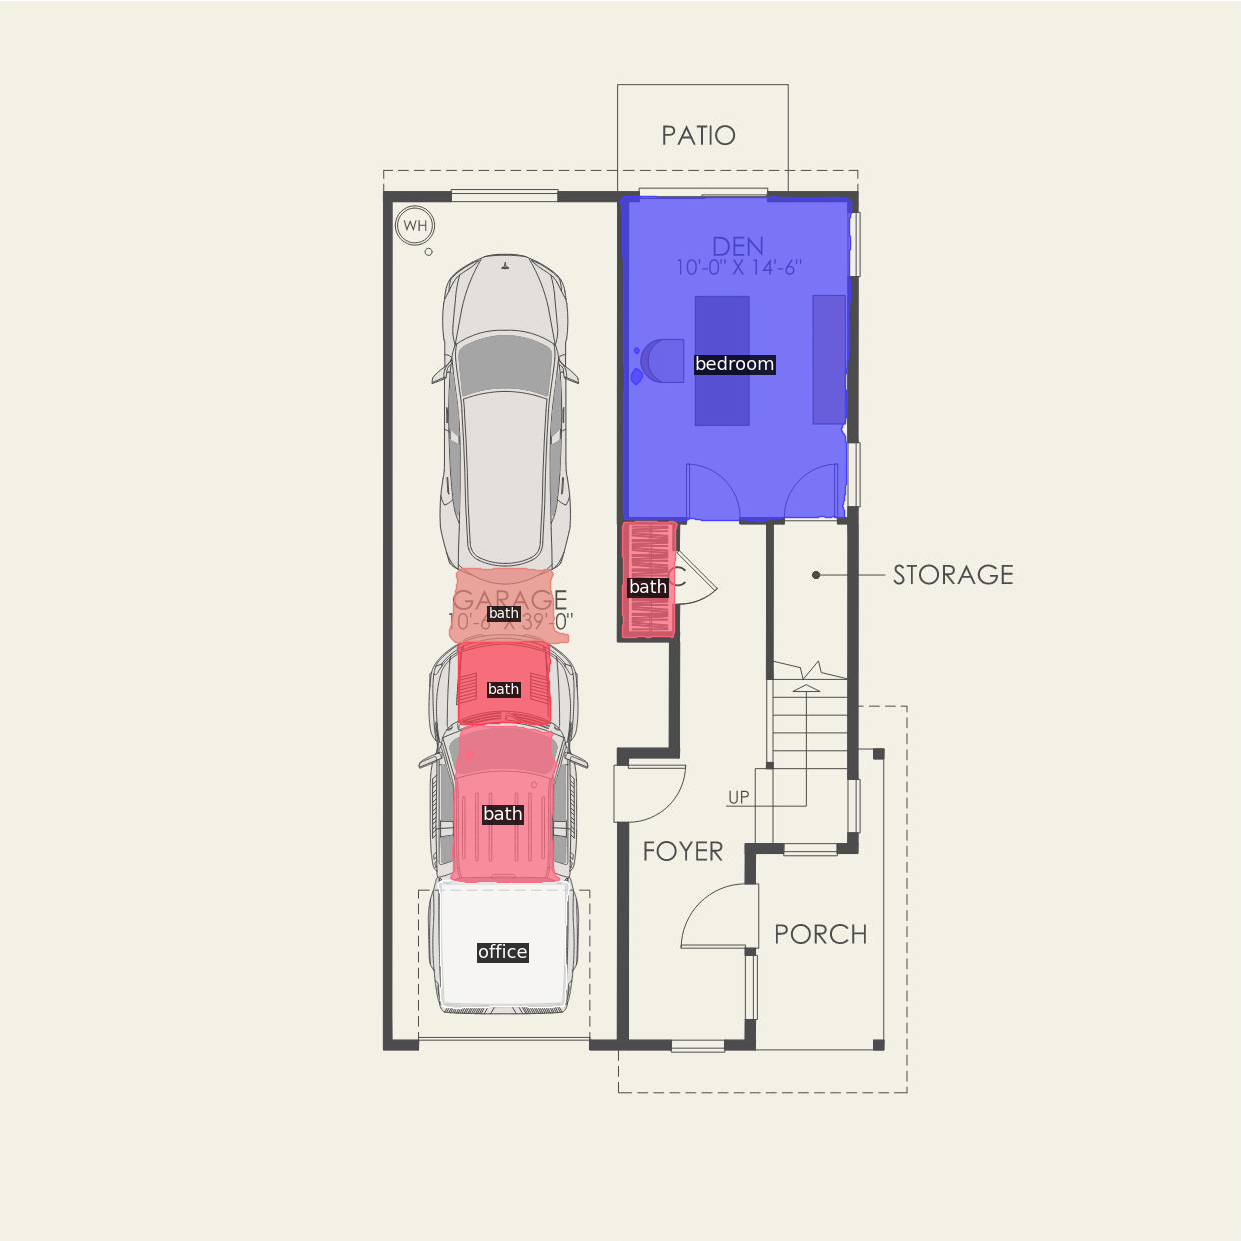 PATIO
WH
DEN
10'-0" X 14'-6"
bedroom
STORAGE
C
bath
GARAGE
10'-6" X 39'-0"
bath
bath
UP
bath
FOYER
PORCH
office